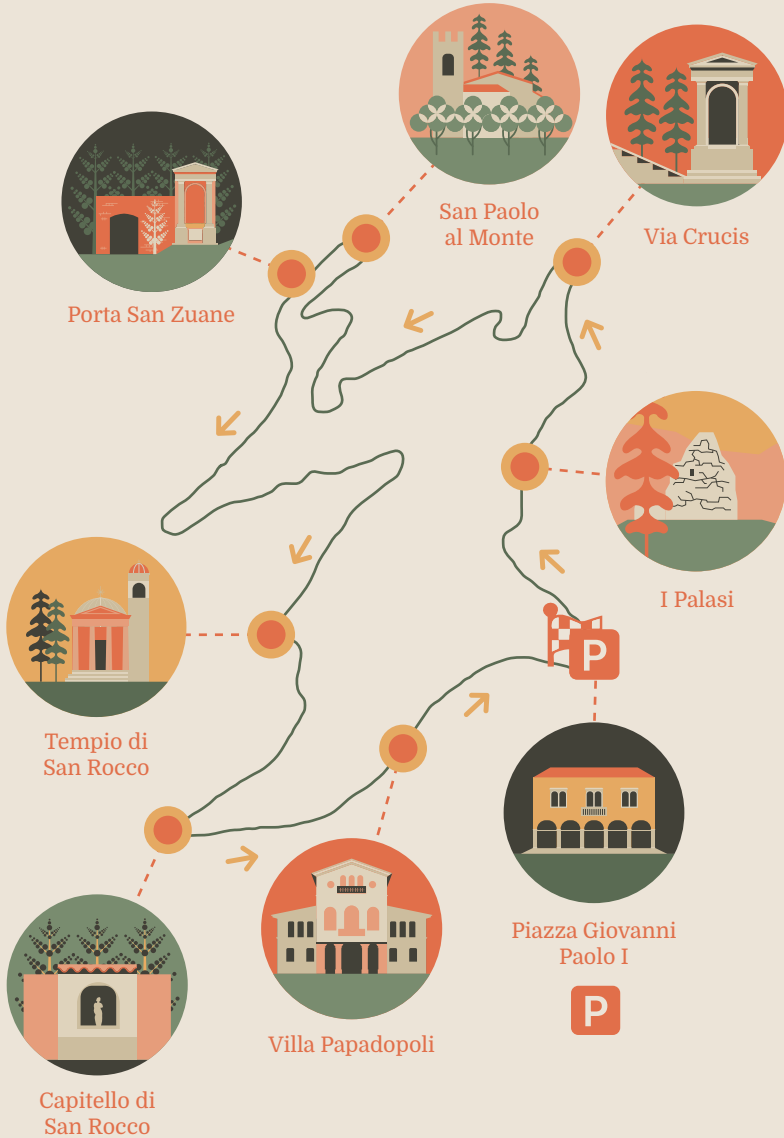 San Paolo
al Monte
Via Crucis
Porta San Zuane
I Palasi
P
Tempio di
San Rocco
Piazza Giovanni
Paolo I
P
Villa Papadopoli
Capitello di
San Rocco